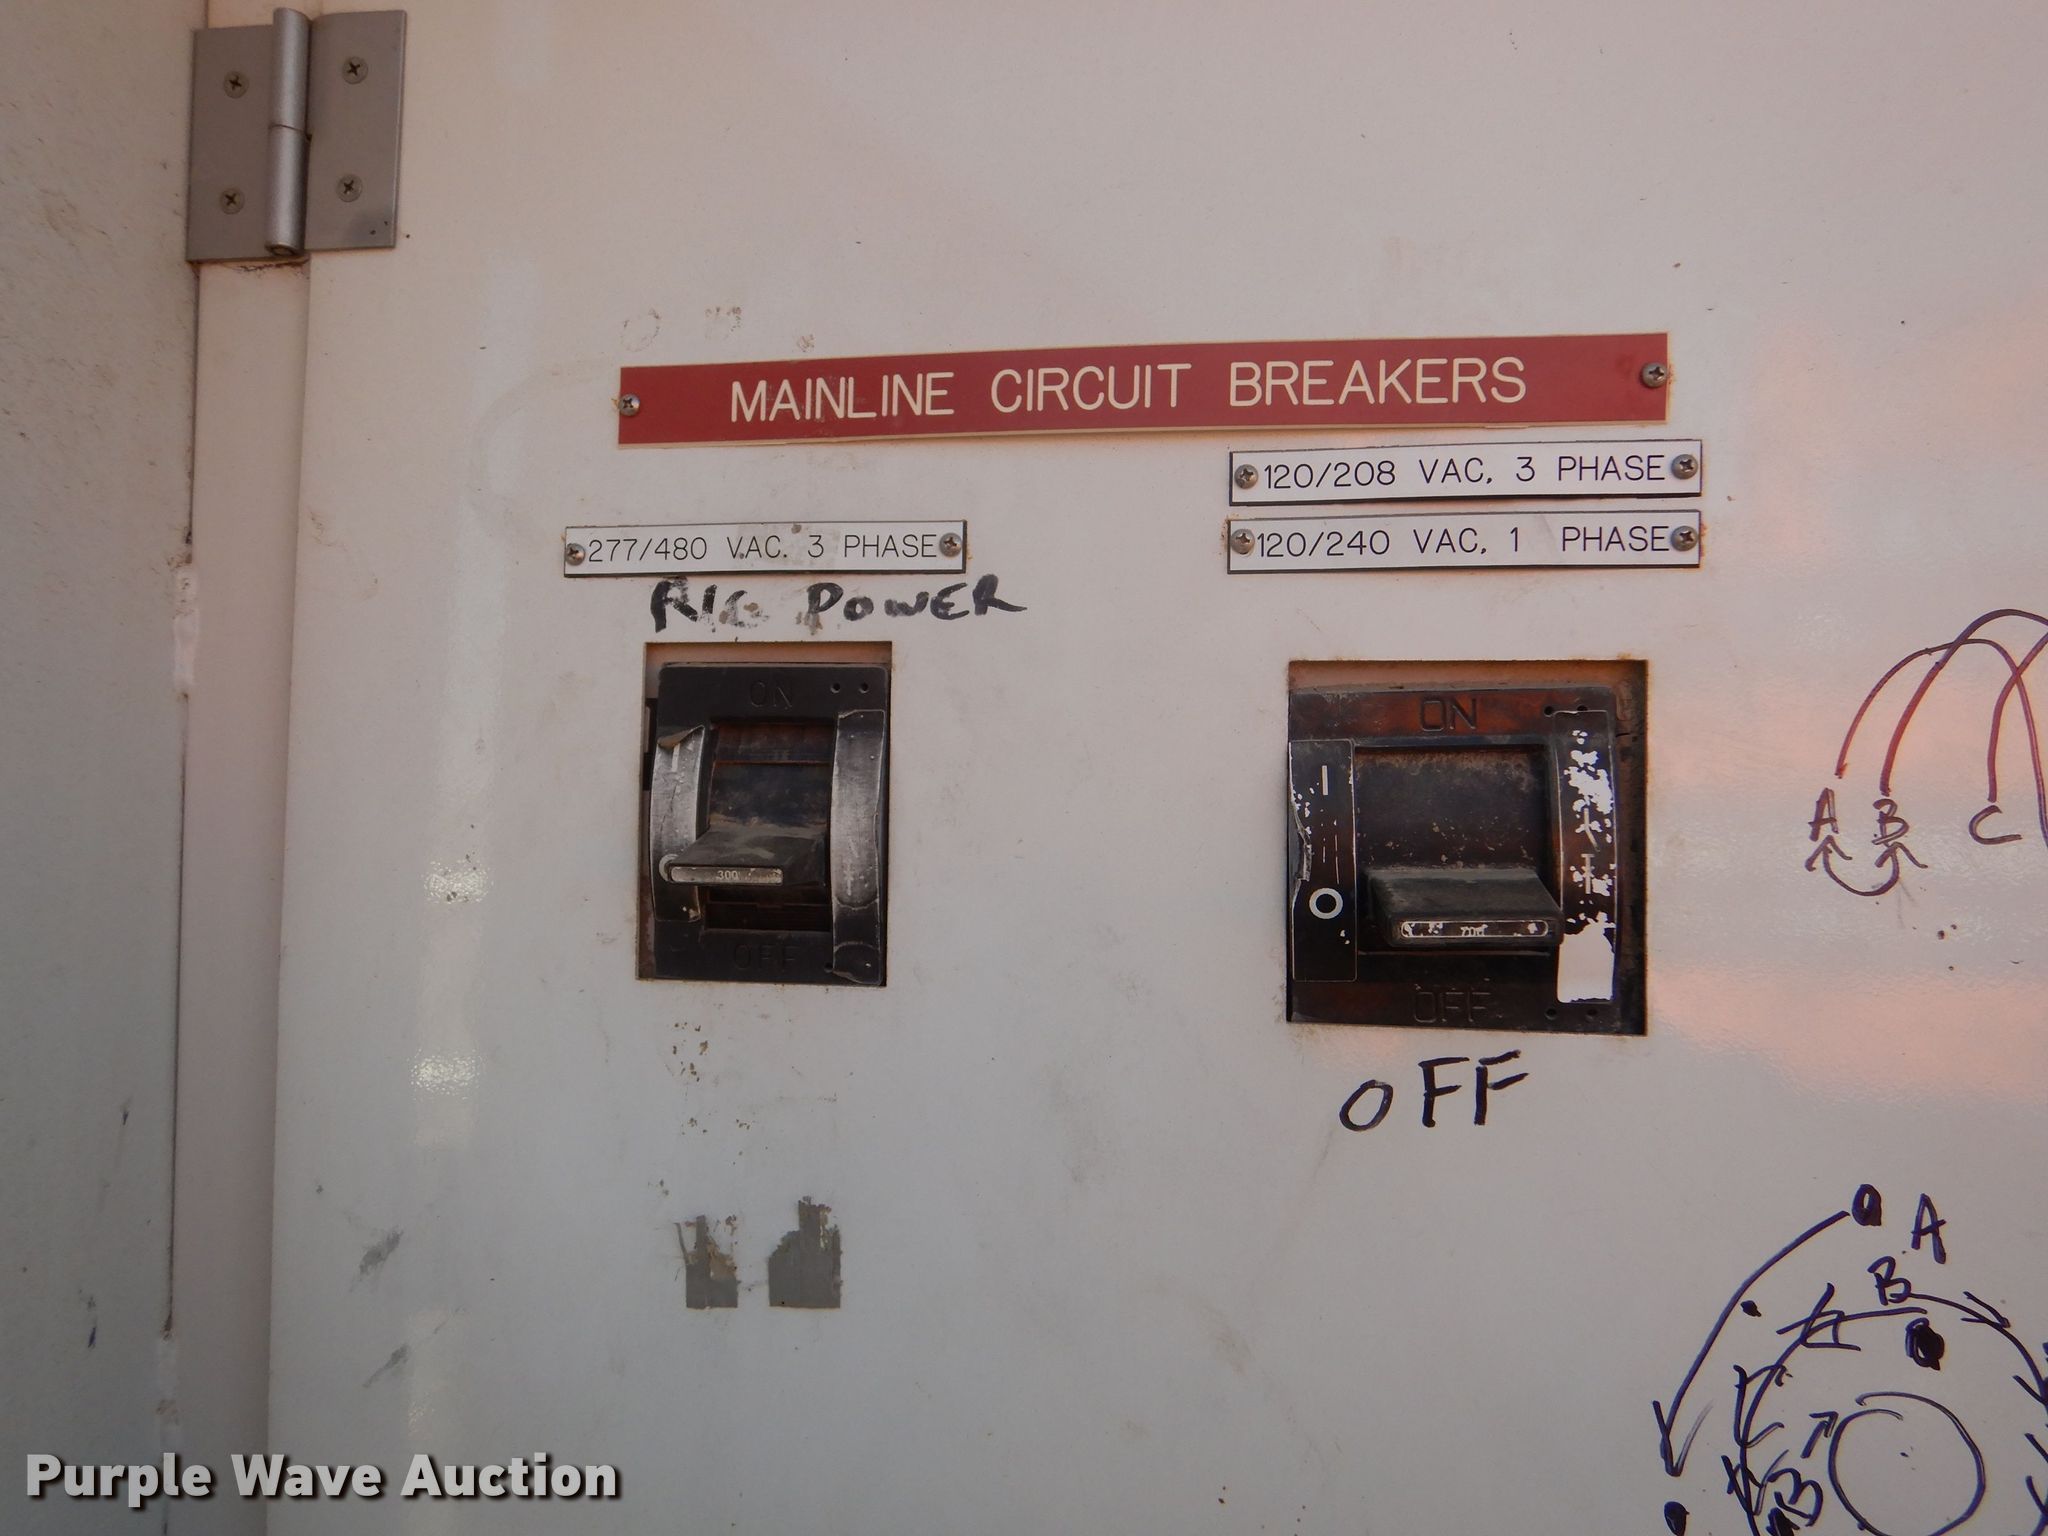 MAINLINE CIRCUIT BREAKERS
120/208 VAC, 3 PHASE
277/480 VAC. 3 PHASE
120/240 VAC, 1 PHASE
RIG POWER
ON
ON
300
700
OFF
OFF
A B C
OFF
A
B
B
Purple Wave Auction